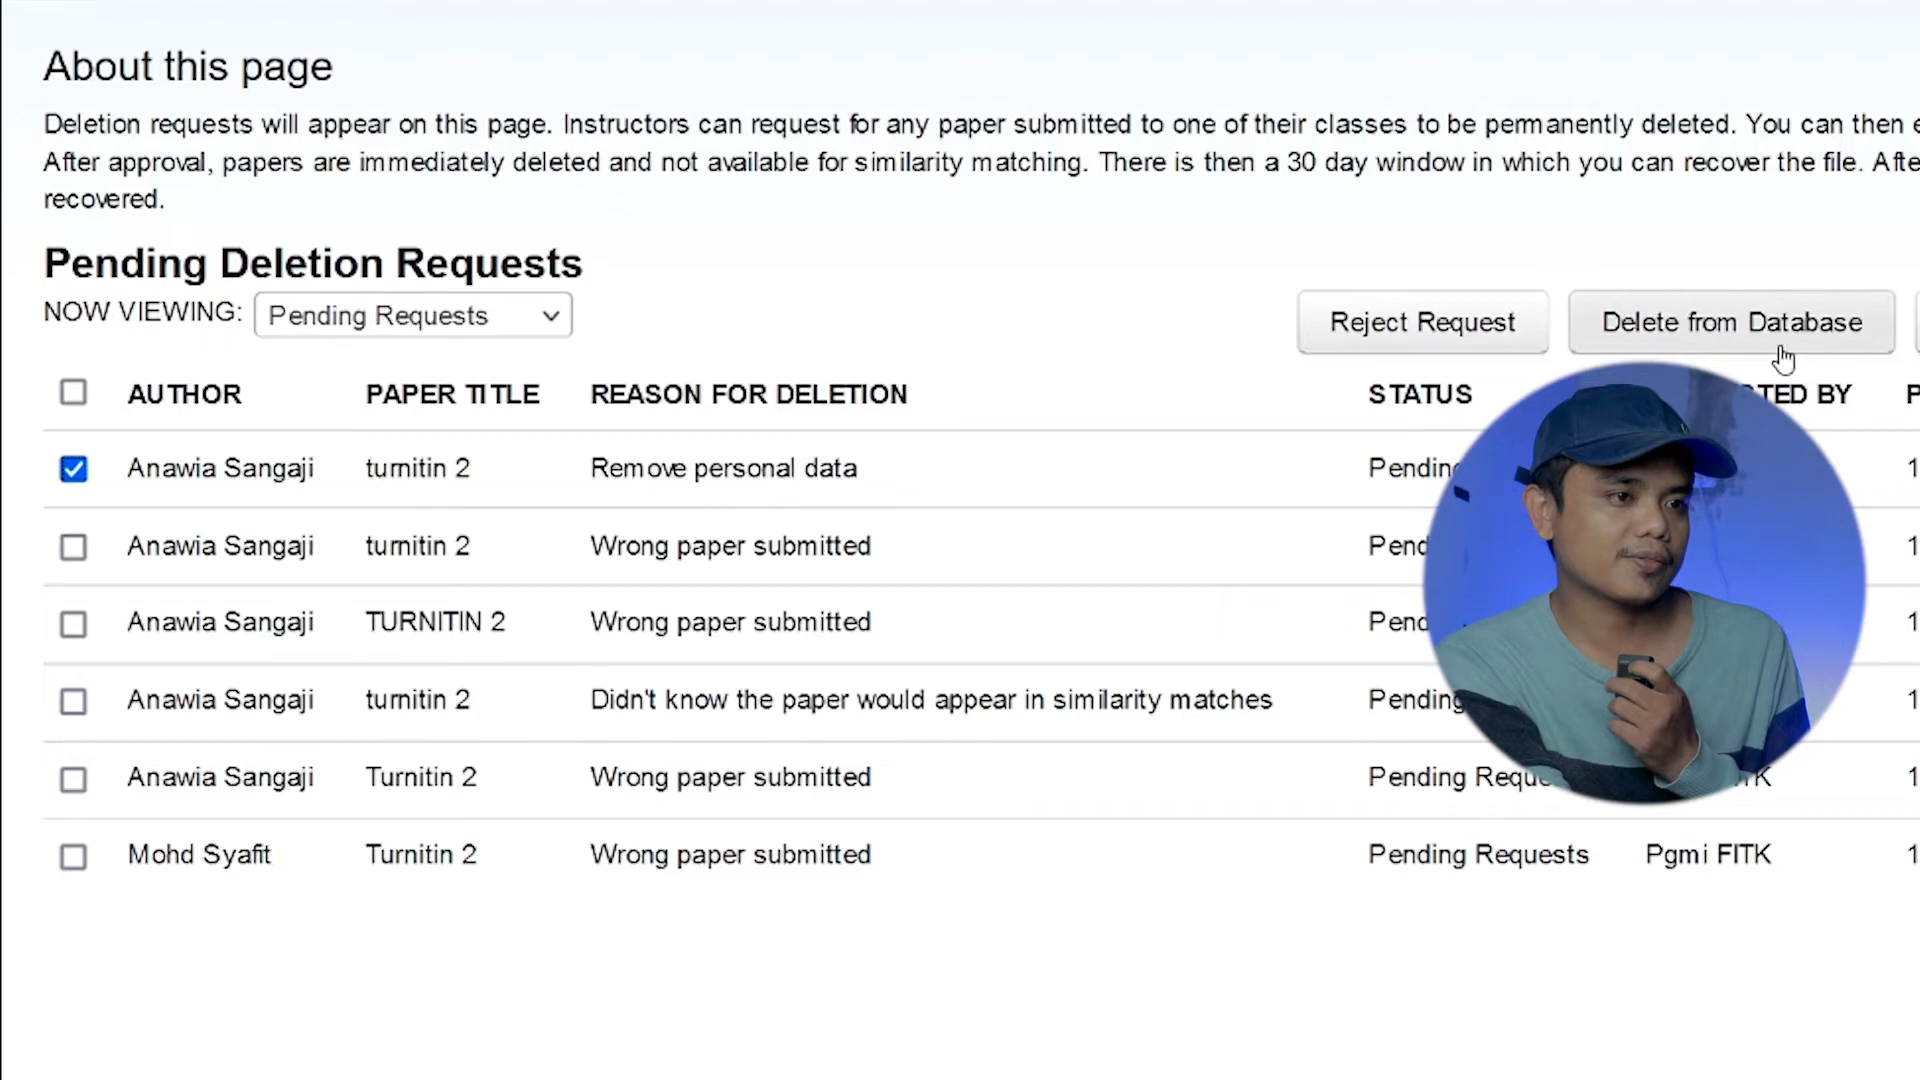 About this page
Deletion requests will appear on this page. Instructors can request for any paper submitted to one of their classes to be permanently deleted. You can then
After approval, papers are immediately deleted and not available for similarity matching. There is then a 30 day window in which you can recover the file.
recovered.
Pending Deletion Requests
NOW VIEWING: Pending Requests
Reject Request Delete from Database
AUTHOR PAPER TITLE REASON FOR DELETION STATUS BY
Anawia Sangaji turnitin 2 Remove personal data
Anawia Sangaji turnitin 2 Wrong paper submitted
Anawia Sangaji TURNITIN 2 Wrong paper submitted
Anawia Sangaji turnitin 2 Didn't know the paper would appear in similarity matches
Anawia Sangaji Turnitin 2 Wrong paper submitted Pending
Mohd Syafit Turnitin 2 Wrong paper submitted Pending Requests Pgmi FITK